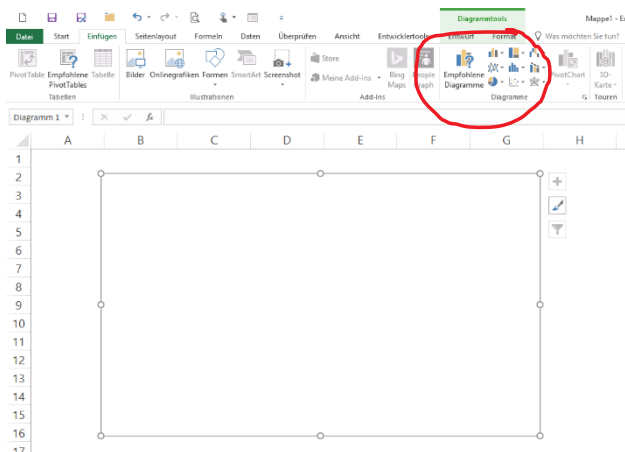 Diagrammtools
Mappe1 - E
Datei Start Einfügen Seitenlayout Formeln Daten Überprüfen Ansicht Entwicklertools Entwurf Format Was möchten Sie tun?
PivotTable Empfohlene PivotTables Tabelle
Bilder Onlinegrafiken Formen SmartArt Screenshot
Store
Meine Add-Ins
Bing Maps
People Graph
Empfohlene Diagramme
PivotChart
3D-Karte
Tabellen Illustrationen Add-Ins Diagramme Touren
Diagramm 1 fx
A B C D E F G H
1
2
3
4
5
6
7
8
9
10
11
12
13
14
15
16
17